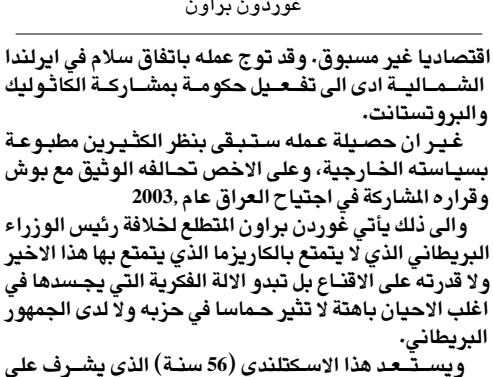 غوردون براون
اقتصاديا غير مسبوق. وقد توج عمله باتفاق سلام في ايرلندا
الشمالية ادى الى تفعيل حكومة بمشاركة الكاثوليك
والبروتستانت.
غير ان حصيلة عمله ستبقى بنظر الكثيرين مطبوعة
بسياسته الخارجية، وعلى الاخص تحالفه الوثيق مع بوش
وقراره المشاركة في اجتياح العراق عام ,2003
والى ذلك يأتي غوردن براون المتطلع لخلافة رئيس الوزراء
البريطاني الذي لا يتمتع بالكاريزما الذي يتمتع بها هذا الاخير
ولا قدرته على الاقناع بل تبدو الالة الفكرية التي يجسدها في
اغلب الاحيان باهتة لا تثير حماسا في حزبه ولا لدى الجمهور
البريطاني.
ويستعد هذا الاسكتلندي (56 سنة) الذي يشرف على